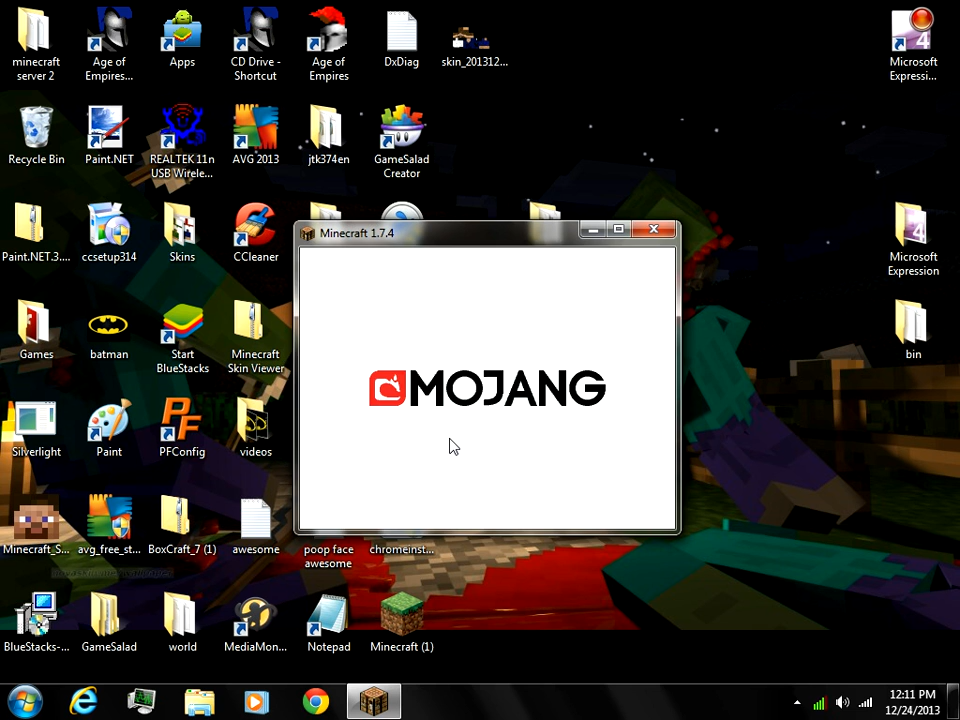 minecraft
server 2
Age of
Empires...
Apps
CD Drive -
Shortcut
Age of
Empires
DxDiag
skin_201312...
Microsoft
Expressi...
Recycle Bin
Paint.NET
REALTEK 11n
USB Wirele...
AVG 2013
jtk374en
GameSalad
Creator
Paint.NET.3....
ccsetup314
Skins
CCleaner
Minecraft 1.7.4
Microsoft
Expression
Games
batman
Start
BlueStacks
Minecraft
Skin Viewer
bin
MOJANG
Silverlight
Paint
PFConfig
videos
Minecraft_S...
avg_free_st...
BoxCraft_7 (1)
awesome
poop face
awesome
chromeinst...
BlueStacks-...
GameSalad
world
MediaMon...
Notepad
Minecraft (1)
12:11 PM
12/24/2013